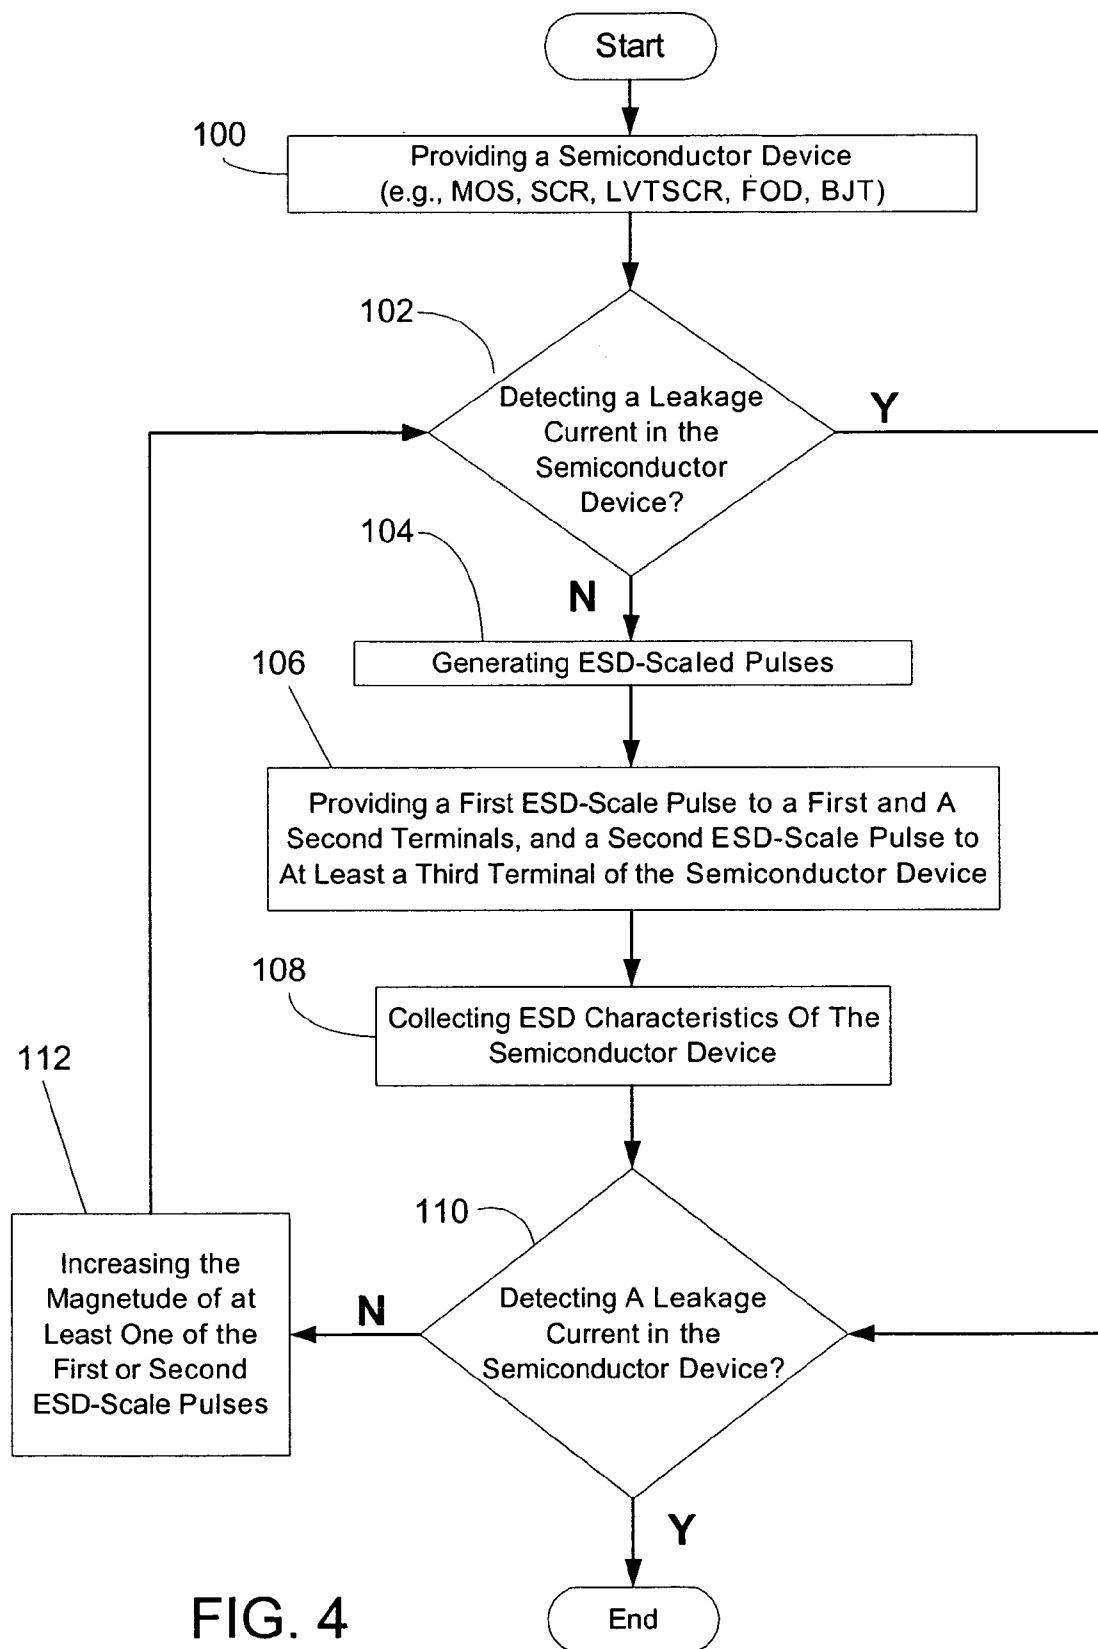 Start
100
Providing a Semiconductor Device
(e.g., MOS, SCR, LVTSCR, FOD, BJT)
102
Detecting a Leakage
Current in the
Semiconductor
Device?
Y
104
N
Generating ESD-Scaled Pulses
106
Providing a First ESD-Scale Pulse to a First and A
Second Terminals, and a Second ESD-Scale Pulse to
At Least a Third Terminal of the Semiconductor Device
108
Collecting ESD Characteristics Of The
Semiconductor Device
112
Increasing the
Magnetude of at
Least One of the
First or Second
ESD-Scale Pulses
110
N
Detecting A Leakage
Current in the
Semiconductor Device?
Y
End
FIG. 4